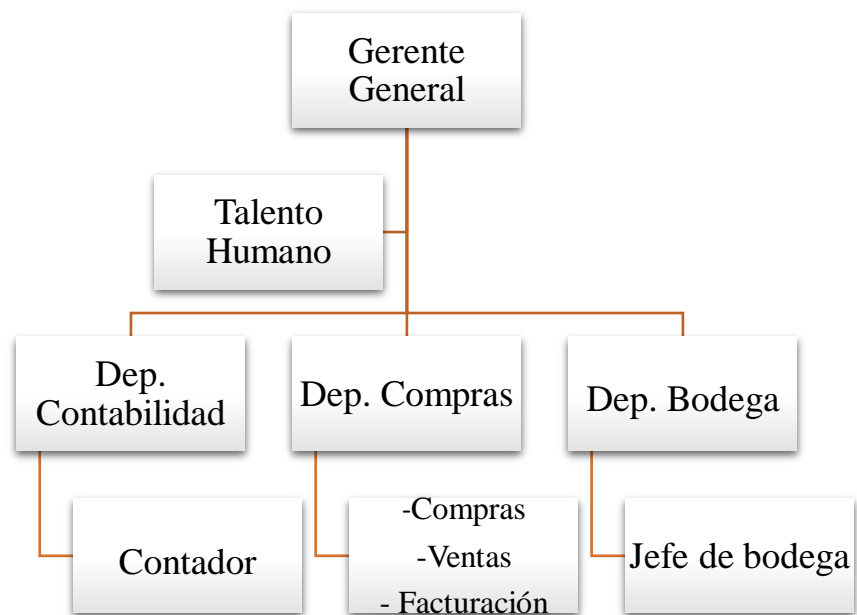 Gerente
General
Talento
Humano
Dep.
Contabilidad
Dep. Compras
Dep. Bodega
Contador
-Compras
-Ventas
- Facturación
Jefe de bodega